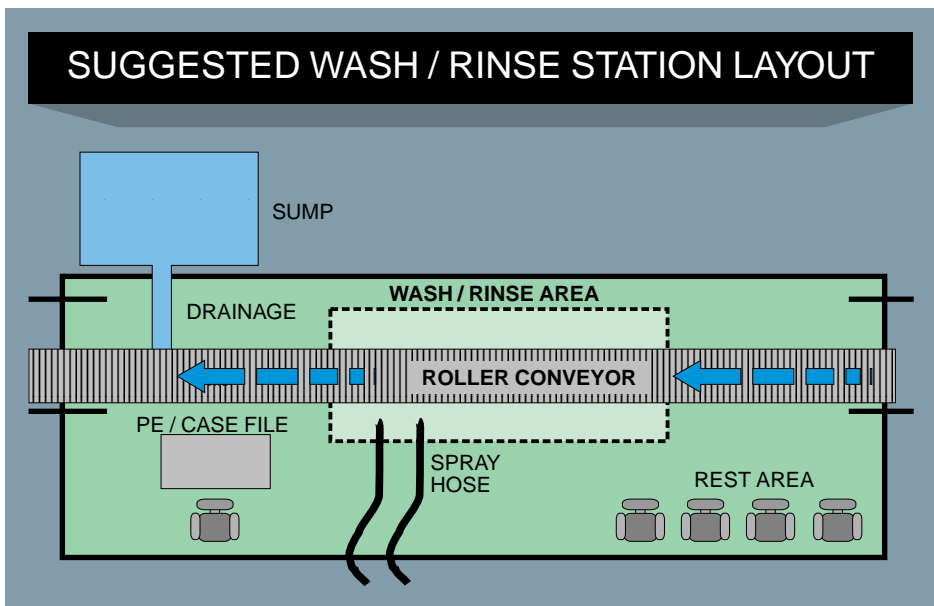 SUGGESTED WASH / RINSE STATION LAYOUT
SUMP
WASH / RINSE AREA
DRAINAGE
ROLLER CONVEYOR
PE / CASE FILE
SPRAY
HOSE
REST AREA